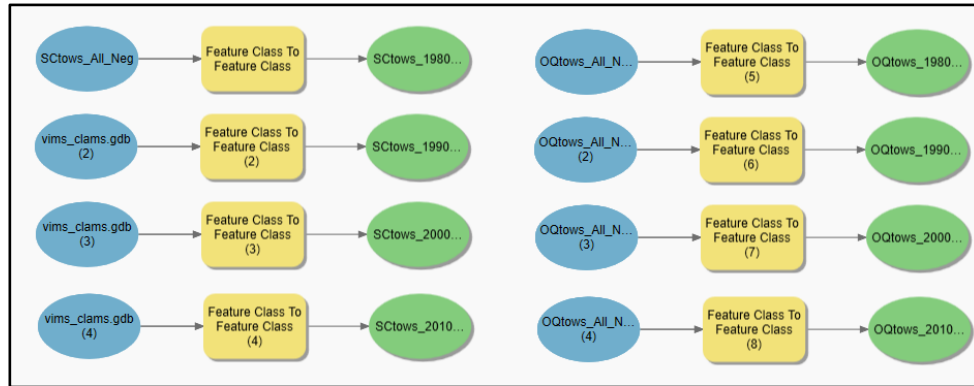 SCtows_All_Neg
Feature Class To
Feature Class
SCtows_1980...
OQtows_All_N...
Feature Class To
Feature Class
(5)
OQtows_1980...
vims_clams.gdb
(2)
Feature Class To
Feature Class
(2)
SCtows_1990...
OQtows_All_N...
(2)
Feature Class To
Feature Class
(6)
OQtows_1990...
vims_clams.gdb
(3)
Feature Class To
Feature Class
(3)
SCtows_2000...
OQtows_All_N...
(3)
Feature Class To
Feature Class
(7)
OQtows_2000...
vims_clams.gdb
(4)
Feature Class To
Feature Class
(4)
SCtows_2010...
OQtows_All_N...
(4)
Feature Class To
Feature Class
(8)
OQtows_2010...